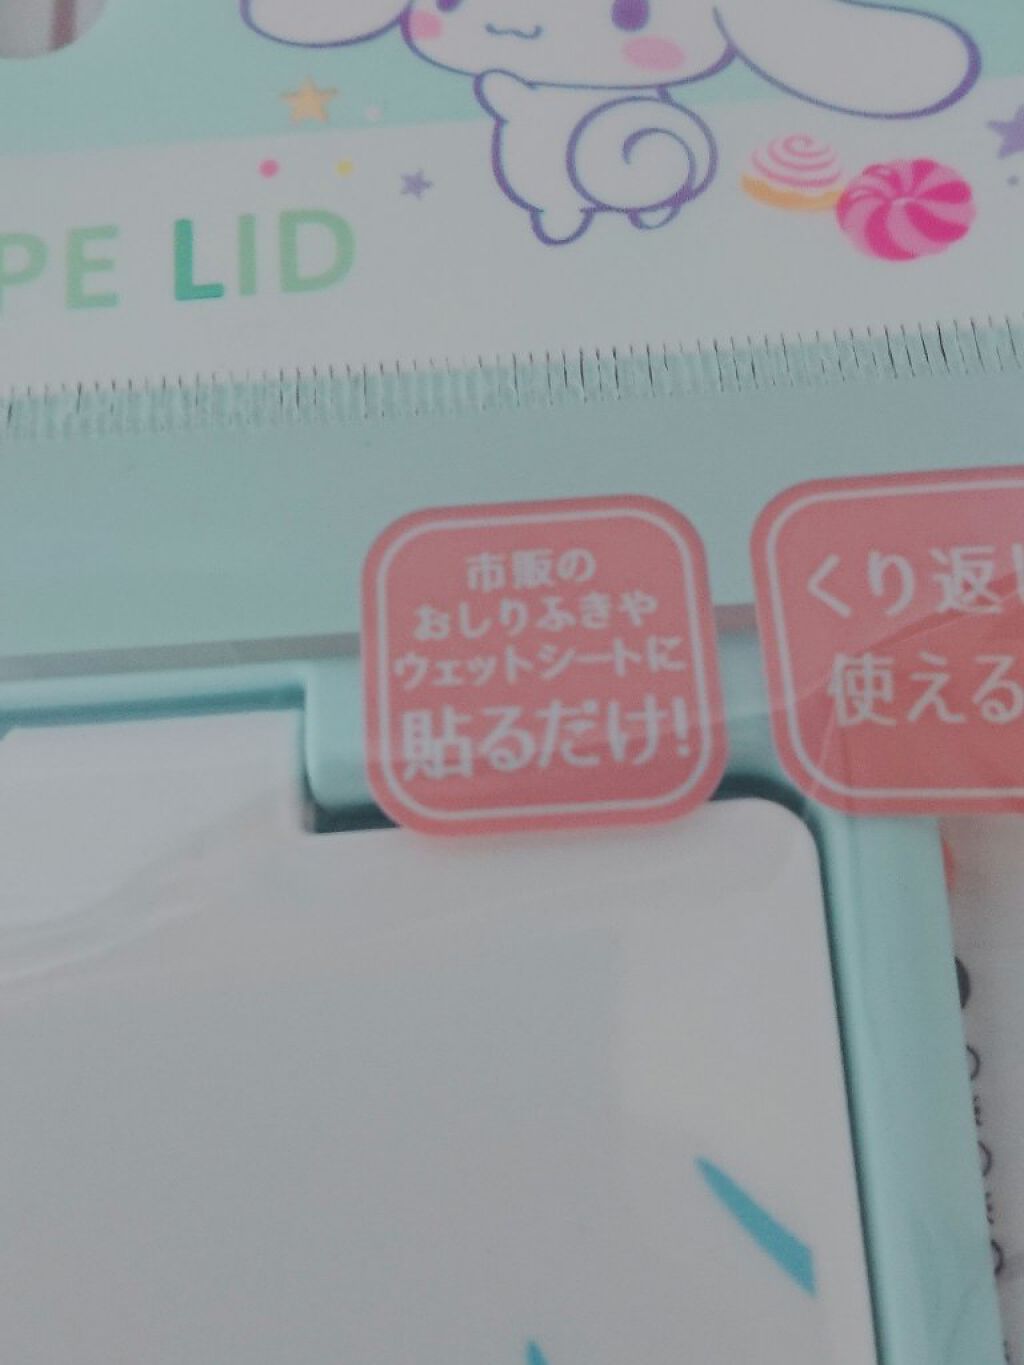 PE LID
市販の
おしりふきや
ウェットシートに
貼るだけ!
くり返し
使える